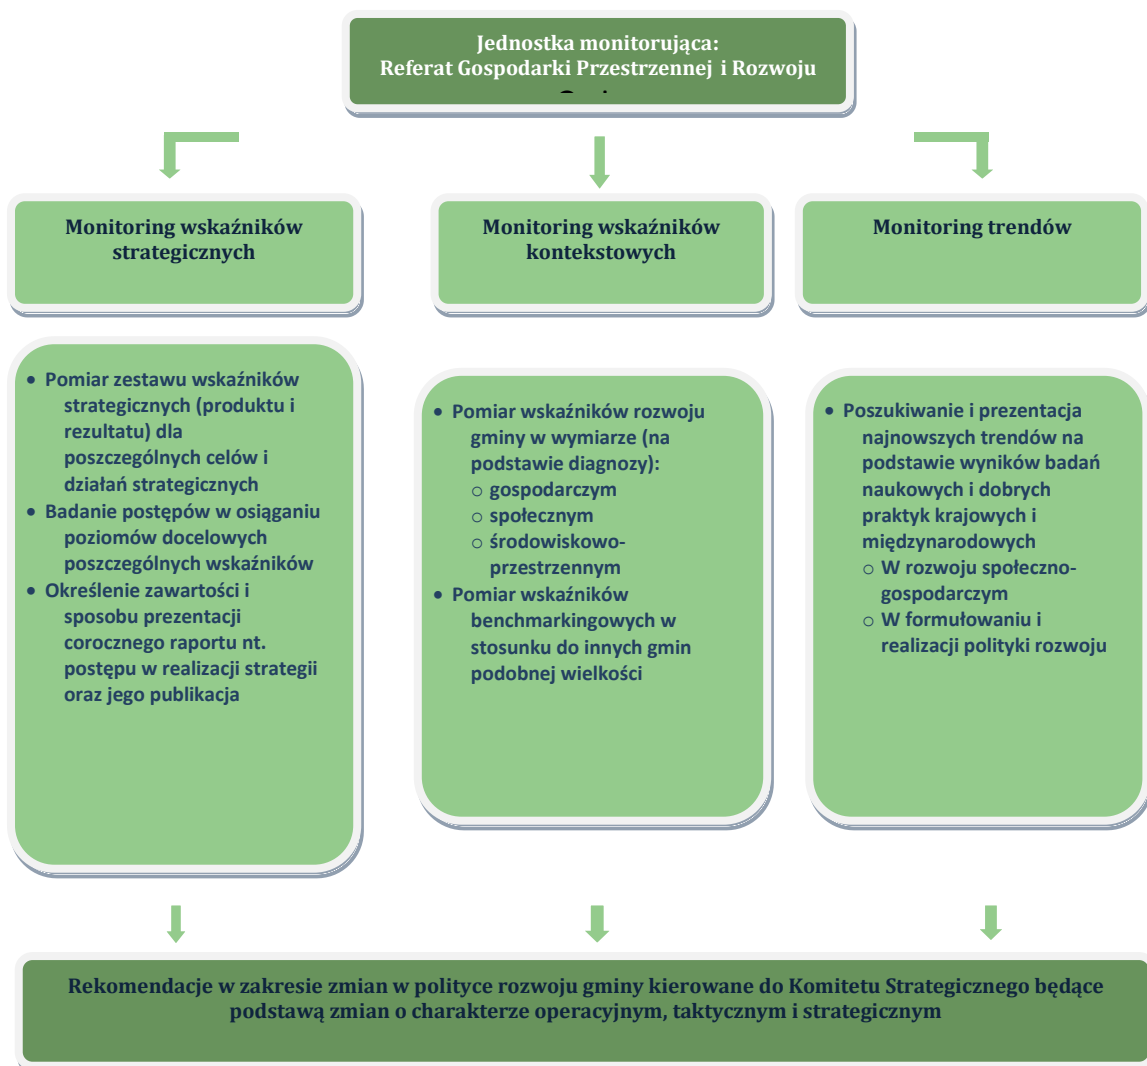 Jednostka monitorująca:
Referat Gospodarki Przestrzennej i Rozwoju
Monitoring wskaźników
strategicznych
Monitoring wskaźników
kontekstowych
Monitoring trendów
• Pomiar zestawu wskaźników
strategicznych (produktu i
rezultatu) dla
poszczególnych celów i
działań strategicznych
• Badanie postępów w osiąganiu
poziomów docelowych
poszczególnych wskaźników
• Określenie zawartości i
sposobu prezentacji
corocznego raportu nt.
postępu w realizacji strategii
oraz jego publikacja
• Pomiar wskaźników rozwoju
gminy w wymiarze (na
podstawie diagnozy):
o gospodarczym
o społecznym
o środowiskowo-
przestrzennym
• Pomiar wskaźników
benchmarkingowych w
stosunku do innych gmin
podobnej wielkości
• Poszukiwanie i prezentacja
najnowszych trendów na
podstawie wyników badań
naukowych i dobrych
praktyk krajowych i
międzynarodowych
o W rozwoju społeczno-
gospodarczym
o W formułowaniu i
realizacji polityki rozwoju
Rekomendacje w zakresie zmian w polityce rozwoju gminy kierowane do Komitetu Strategicznego będące
podstawą zmian o charakterze operacyjnym, taktycznym i strategicznym